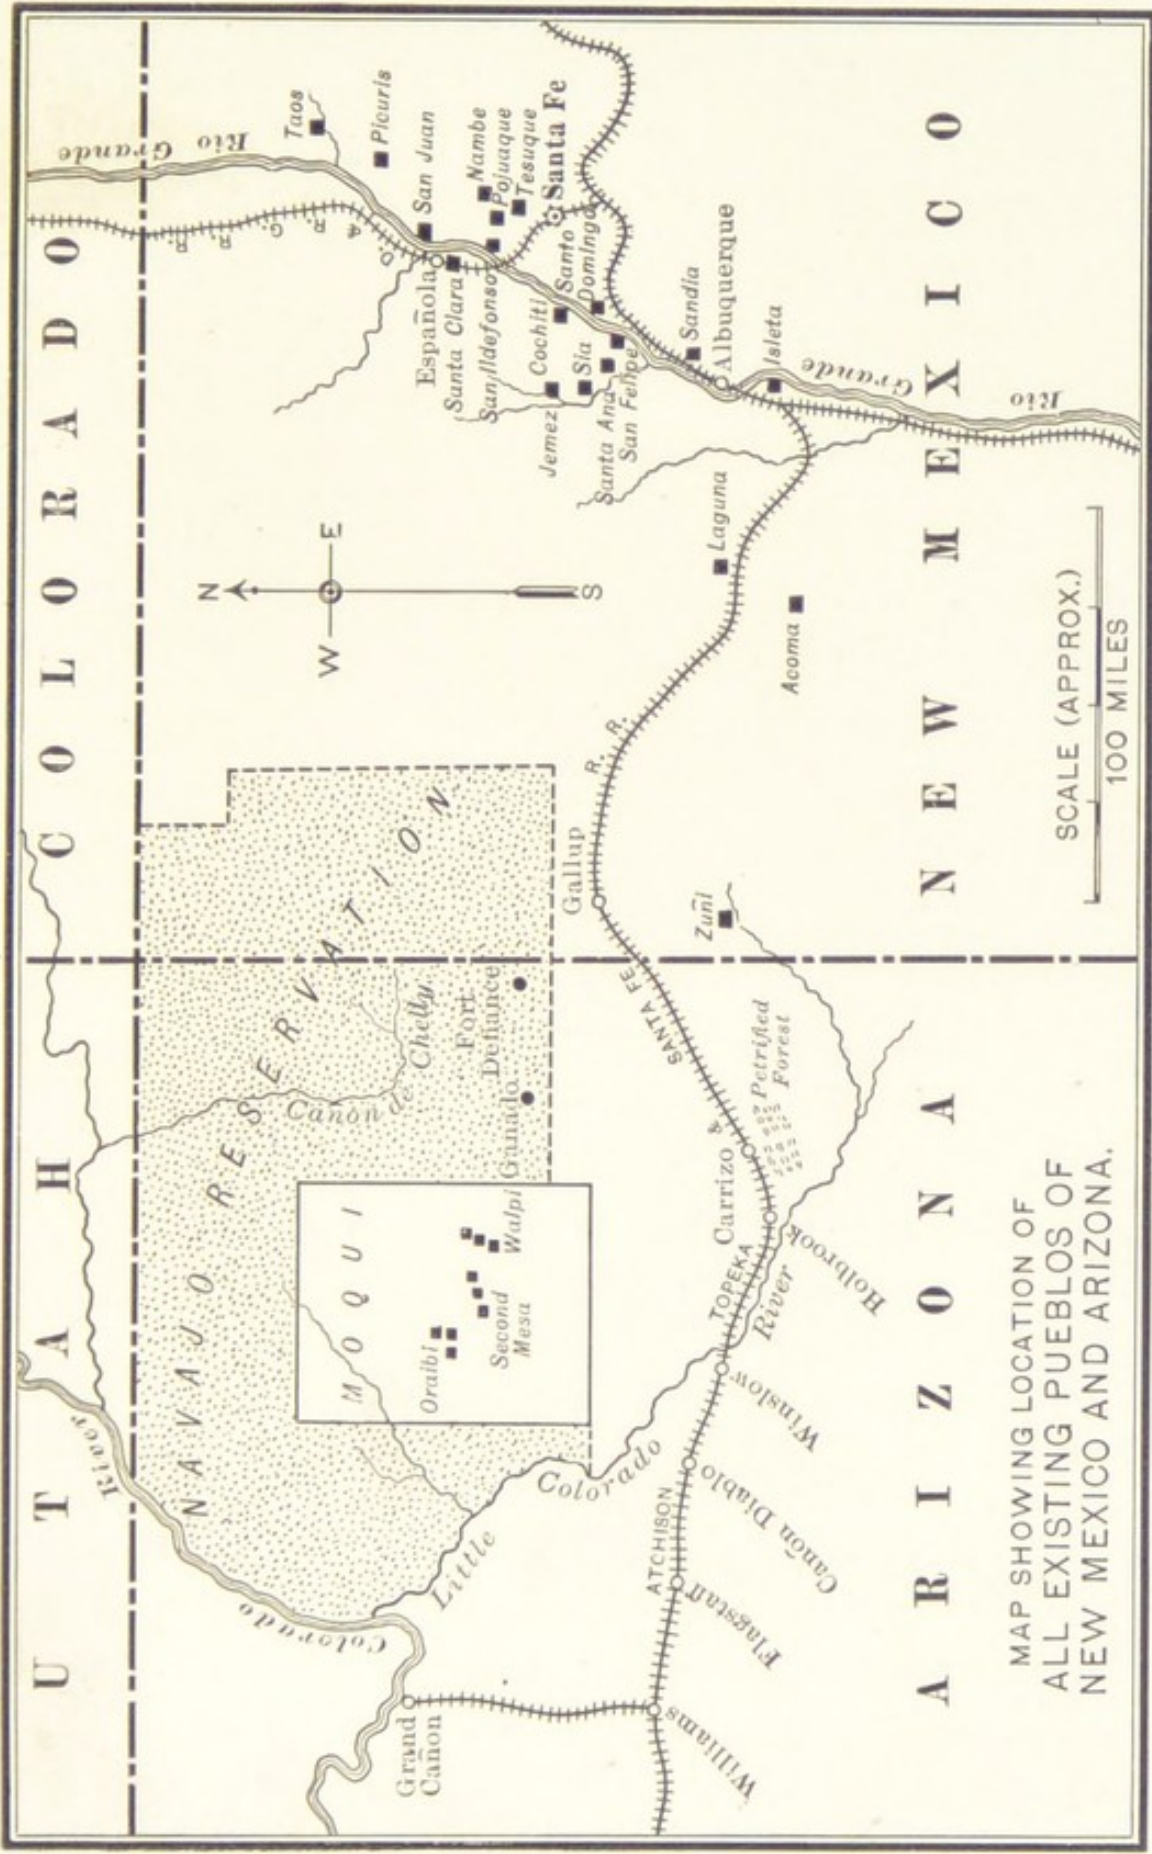 UTAH
COLORADO
River
Colorado
Grand
Cañon
NAVAJO RESERVATION
MOQUI
Oraibi
Second
Mesa
Walpi
Cañon de
Chelly
Fort
Defiance
Ganado
Little
Colorado
River
N
W
E
S
Rio
Grande
D. & R. G. R. R.
Taos
Picuris
San Juan
Española
Santa Clara
San Ildefonso
Nambe
Pojuaque
Tesuque
Santa Fe
Cochiti
Santo
Domingo
Jemez
Sia
Santa Ana
San Felipe
Sandia
Albuquerque
Isleta
Rio
Grande
Laguna
Acoma
Gallup
Zuñi
ATCHISON
TOPEKA
&
SANTA FE
R. R.
Williams
Flagstaff
Cañon Diablo
Winslow
Holbrook
Carrizo
Petrified
Forest
ARIZONA
NEW MEXICO
MAP SHOWING LOCATION OF
ALL EXISTING PUEBLOS OF
NEW MEXICO AND ARIZONA.
SCALE (APPROX.)
100 MILES